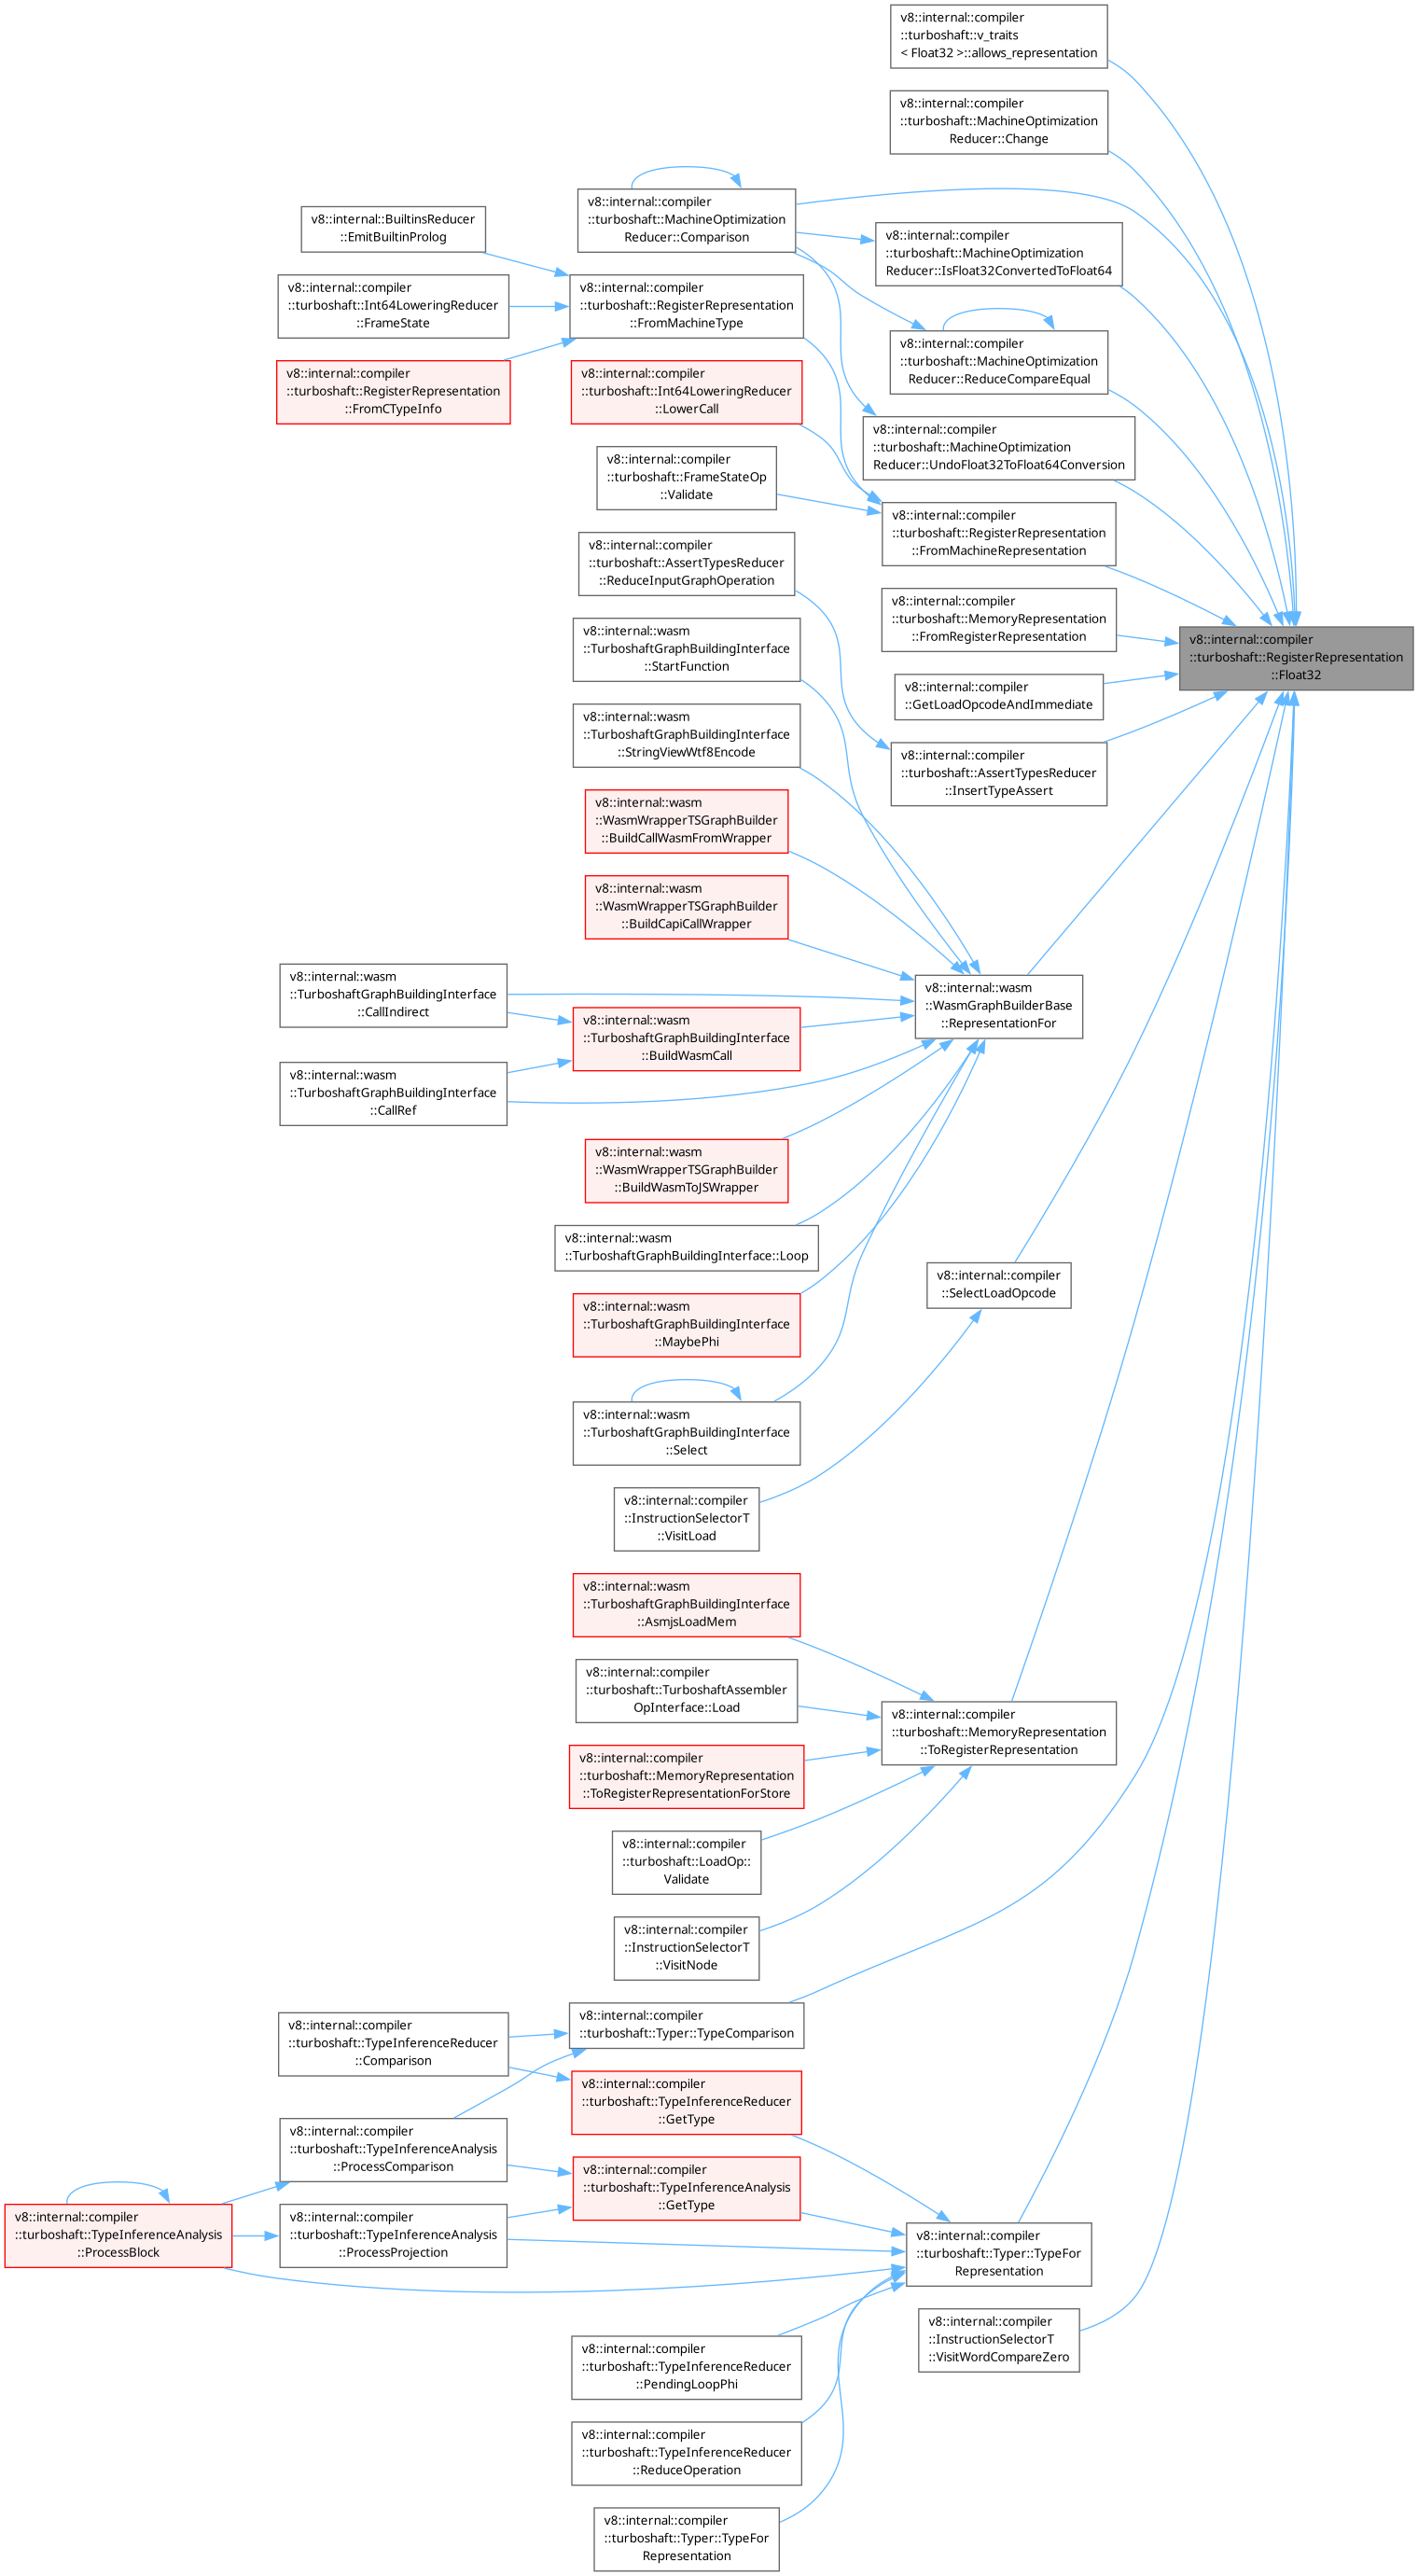 v8::internal::compiler
::turboshaft::v_traits
< Float32 >::allows_representation
v8::internal::compiler
::turboshaft::MachineOptimization
Reducer::Change
v8::internal::compiler
::turboshaft::MachineOptimization
Reducer::Comparison
v8::internal::BuiltinsReducer
::EmitBuiltinProlog
v8::internal::compiler
::turboshaft::MachineOptimization
Reducer::IsFloat32ConvertedToFloat64
v8::internal::compiler
::turboshaft::Int64LoweringReducer
::FrameState
v8::internal::compiler
::turboshaft::RegisterRepresentation
::FromMachineType
v8::internal::compiler
::turboshaft::MachineOptimization
Reducer::ReduceCompareEqual
v8::internal::compiler
::turboshaft::RegisterRepresentation
::FromCTypeInfo
v8::internal::compiler
::turboshaft::Int64LoweringReducer
::LowerCall
v8::internal::compiler
::turboshaft::MachineOptimization
Reducer::UndoFloat32ToFloat64Conversion
v8::internal::compiler
::turboshaft::FrameStateOp
::Validate
v8::internal::compiler
::turboshaft::RegisterRepresentation
::FromMachineRepresentation
v8::internal::compiler
::turboshaft::AssertTypesReducer
::ReduceInputGraphOperation
v8::internal::compiler
::turboshaft::MemoryRepresentation
::FromRegisterRepresentation
v8::internal::compiler
::turboshaft::RegisterRepresentation
::Float32
v8::internal::wasm
::TurboshaftGraphBuildingInterface
::StartFunction
v8::internal::compiler
::GetLoadOpcodeAndImmediate
v8::internal::wasm
::TurboshaftGraphBuildingInterface
::StringViewWtf8Encode
v8::internal::compiler
::turboshaft::AssertTypesReducer
::InsertTypeAssert
v8::internal::wasm
::WasmWrapperTSGraphBuilder
::BuildCallWasmFromWrapper
v8::internal::wasm
::WasmWrapperTSGraphBuilder
::BuildCapiCallWrapper
v8::internal::wasm
::TurboshaftGraphBuildingInterface
::CallIndirect
v8::internal::wasm
::WasmGraphBuilderBase
::RepresentationFor
v8::internal::wasm
::TurboshaftGraphBuildingInterface
::BuildWasmCall
v8::internal::wasm
::TurboshaftGraphBuildingInterface
::CallRef
v8::internal::wasm
::WasmWrapperTSGraphBuilder
::BuildWasmToJSWrapper
v8::internal::wasm
::TurboshaftGraphBuildingInterface::Loop
v8::internal::compiler
::SelectLoadOpcode
v8::internal::wasm
::TurboshaftGraphBuildingInterface
::MaybePhi
v8::internal::wasm
::TurboshaftGraphBuildingInterface
::Select
v8::internal::compiler
::InstructionSelectorT
::VisitLoad
v8::internal::wasm
::TurboshaftGraphBuildingInterface
::AsmjsLoadMem
v8::internal::compiler
::turboshaft::TurboshaftAssembler
OpInterface::Load
v8::internal::compiler
::turboshaft::MemoryRepresentation
::ToRegisterRepresentation
v8::internal::compiler
::turboshaft::MemoryRepresentation
::ToRegisterRepresentationForStore
v8::internal::compiler
::turboshaft::LoadOp::
Validate
v8::internal::compiler
::InstructionSelectorT
::VisitNode
v8::internal::compiler
::turboshaft::Typer::TypeComparison
v8::internal::compiler
::turboshaft::TypeInferenceReducer
::Comparison
v8::internal::compiler
::turboshaft::TypeInferenceReducer
::GetType
v8::internal::compiler
::turboshaft::TypeInferenceAnalysis
::ProcessComparison
v8::internal::compiler
::turboshaft::TypeInferenceAnalysis
::GetType
v8::internal::compiler
::turboshaft::TypeInferenceAnalysis
::ProcessBlock
v8::internal::compiler
::turboshaft::TypeInferenceAnalysis
::ProcessProjection
v8::internal::compiler
::turboshaft::Typer::TypeFor
Representation
v8::internal::compiler
::InstructionSelectorT
::VisitWordCompareZero
v8::internal::compiler
::turboshaft::TypeInferenceReducer
::PendingLoopPhi
v8::internal::compiler
::turboshaft::TypeInferenceReducer
::ReduceOperation
v8::internal::compiler
::turboshaft::Typer::TypeFor
Representation